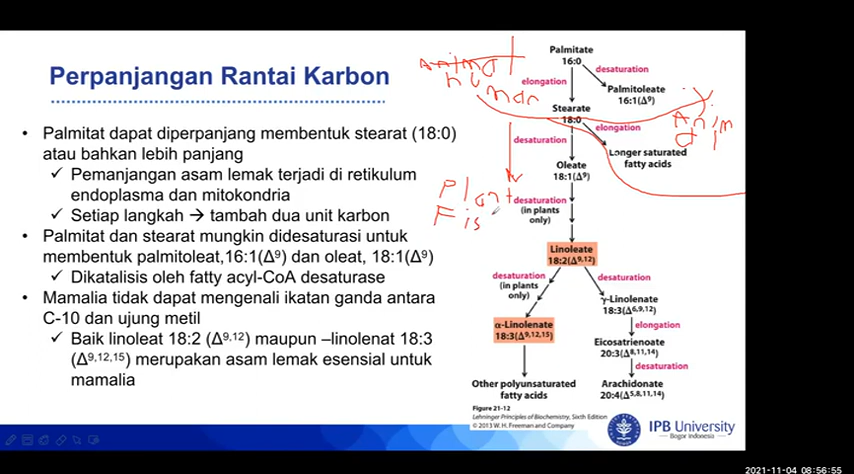 Perpanjangan Rantai Karbon
• Palmitat dapat diperpanjang membentuk stearat (18:0)
atau bahkan lebih panjang
✓ Pemanjangan asam lemak terjadi di retikulum
endoplasma dan mitokondria
✓ Setiap langkah → tambah dua unit karbon
• Palmitat dan stearat mungkin didesaturasi untuk
membentuk palmitoleat,16:1(Δ⁹) dan oleat, 18:1(Δ⁹)
✓ Dikatalisis oleh fatty acyl-CoA desaturase
• Mamalia tidak dapat mengenali ikatan ganda antara
C-10 dan ujung metil
✓ Baik linoleat 18:2 (Δ⁹,¹²) maupun –linolenat 18:3
(Δ⁹,¹²,¹⁵) merupakan asam lemak esensial untuk
mamalia
Animal
human
Palmitate
16:0
desaturation
elongation
Palmitoleate
16:1(Δ⁹)
Stearate
18:0
Anim
al
desaturation
elongation
Longer saturated
fatty acids
Oleate
18:1(Δ⁹)
Plant
Fis
desaturation
(in plants
only)
Linoleate
18:2(Δ⁹,¹²)
desaturation
(in plants
only)
desaturation
γ-Linolenate
18:3(Δ⁶,⁹,¹²)
α-Linolenate
18:3(Δ⁹,¹²,¹⁵)
elongation
Eicosatrienoate
20:3(Δ⁸,¹¹,¹⁴)
desaturation
Other polyunsaturated
fatty acids
Arachidonate
20:4(Δ⁵,⁸,¹¹,¹⁴)
Figure 21-12
Lehninger Principles of Biochemistry, Sixth Edition
© 2013 W. H. Freeman and Company
IPB University
Bogor Indonesia
2021-11-04 08:56:55